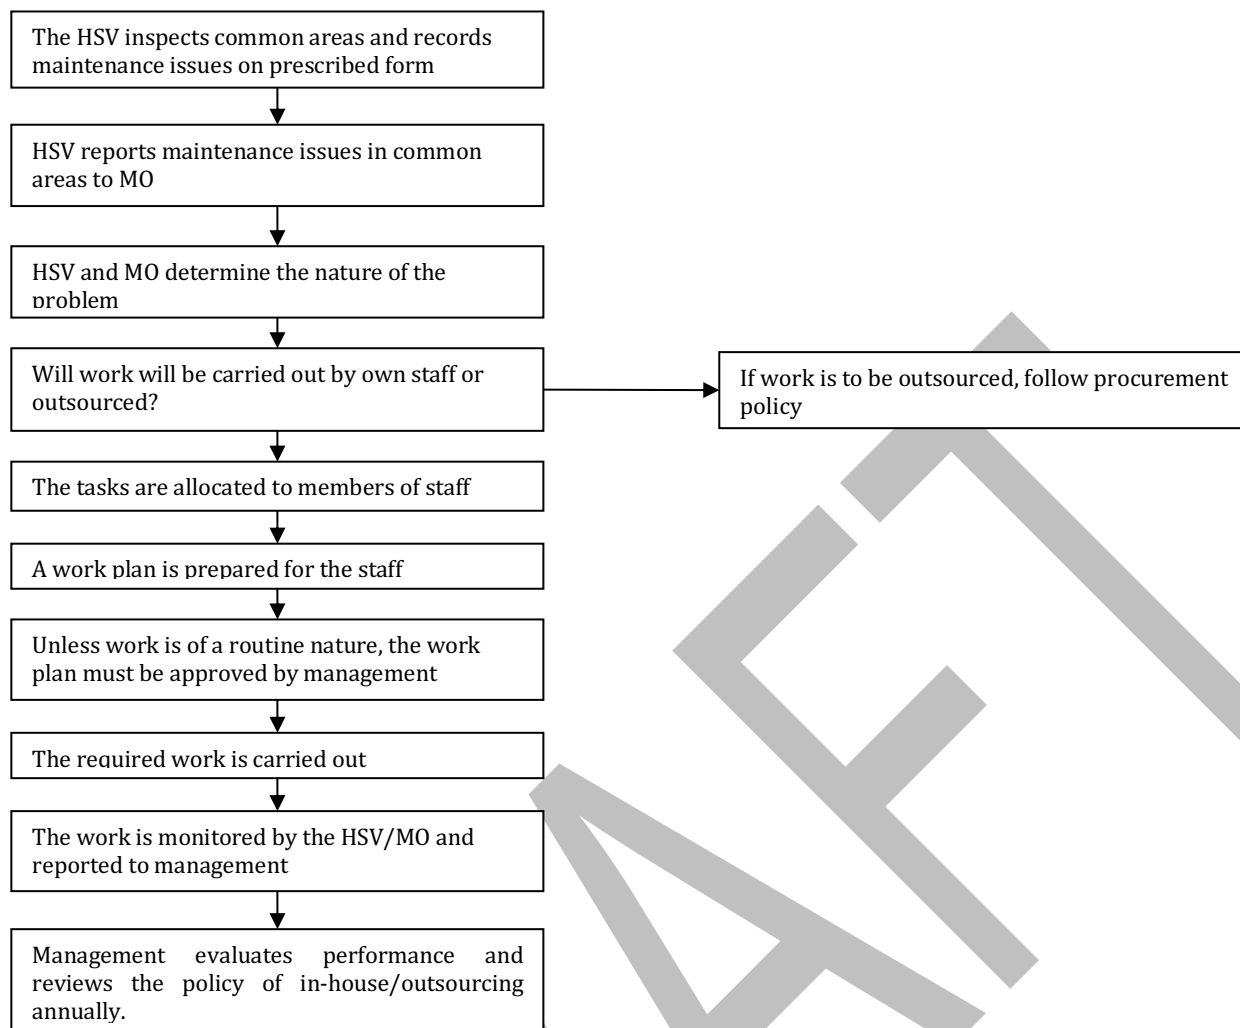 The HSV inspects common areas and records
maintenance issues on prescribed form
HSV reports maintenance issues in common
areas to MO
HSV and MO determine the nature of the
problem
Will work will be carried out by own staff or
outsourced?
If work is to be outsourced, follow procurement
policy
The tasks are allocated to members of staff
A work plan is prepared for the staff
Unless work is of a routine nature, the work
plan must be approved by management
The required work is carried out
The work is monitored by the HSV/MO and
reported to management
Management evaluates performance and
reviews the policy of in-house/outsourcing
annually.